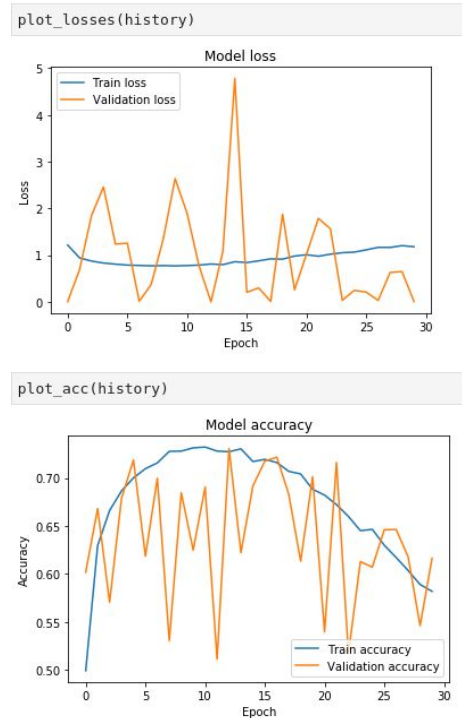 plot_losses(history)
Model loss
Train loss
Validation loss
5
4
3
2
1
0
Loss
0 5 10 15 20 25 30
Epoch
plot_acc(history)
Model accuracy
0.70
0.65
0.60
0.55
0.50
Accuracy
Train accuracy
Validation accuracy
0 5 10 15 20 25 30
Epoch